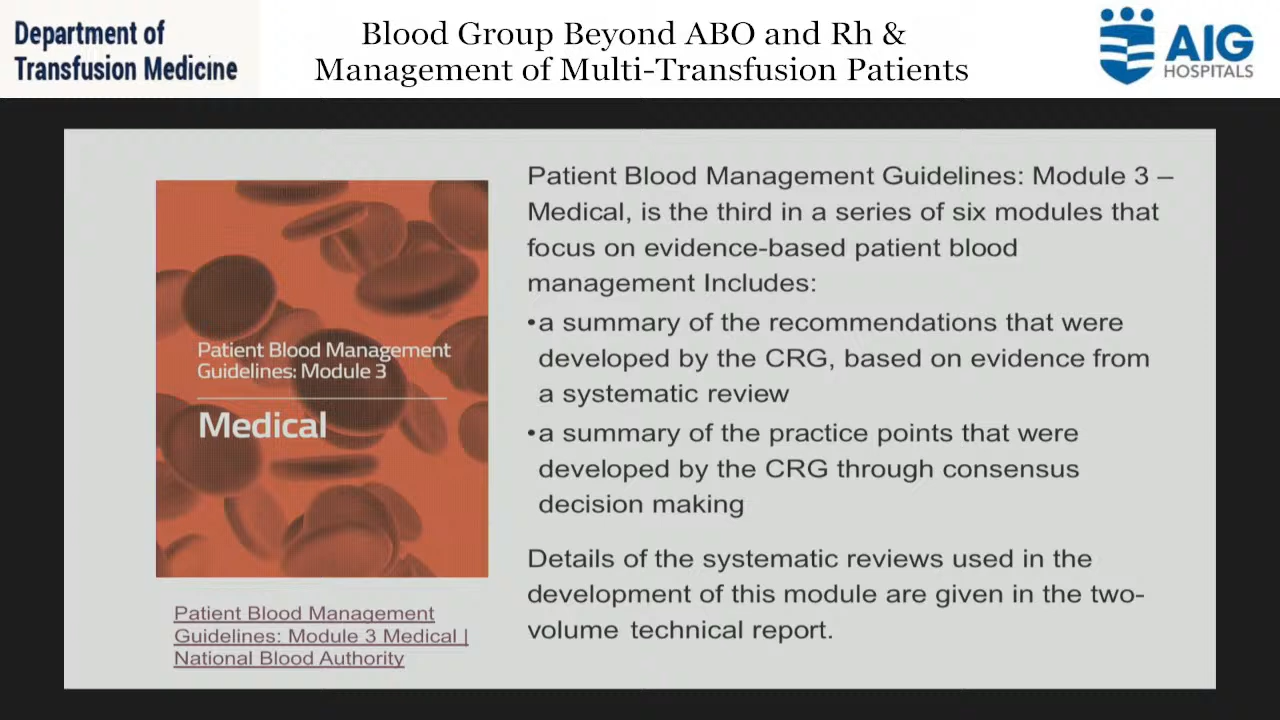 Department of
Transfusion Medicine
Blood Group Beyond ABO and Rh &
Management of Multi-Transfusion Patients
AIG
HOSPITALS
Patient Blood Management
Guidelines: Module 3
Medical
Patient Blood Management
Guidelines: Module 3 Medical |
National Blood Authority
Patient Blood Management Guidelines: Module 3 –
Medical, is the third in a series of six modules that
focus on evidence-based patient blood
management Includes:
•a summary of the recommendations that were
developed by the CRG, based on evidence from
a systematic review
•a summary of the practice points that were
developed by the CRG through consensus
decision making
Details of the systematic reviews used in the
development of this module are given in the two-
volume technical report.